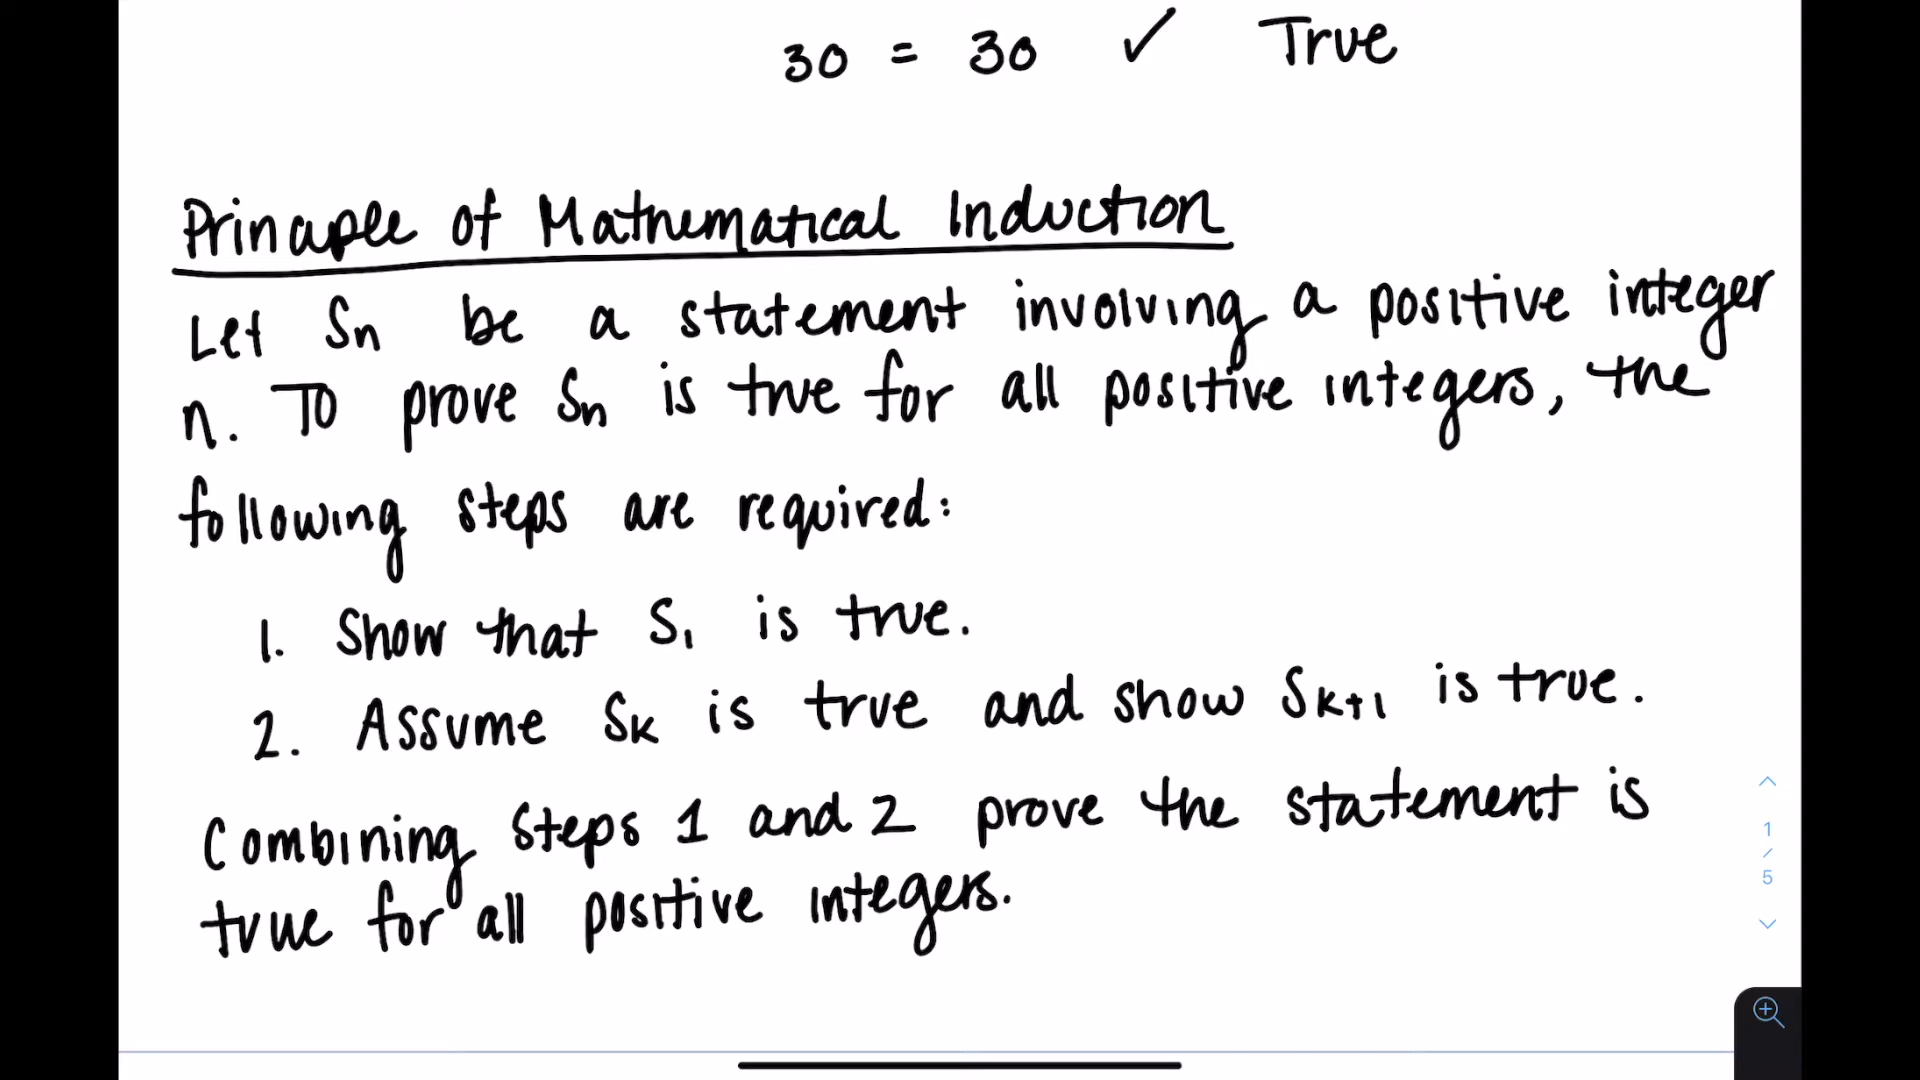 30 = 30 ✓ True
Principle of Mathematical Induction
Let Sn be a statement involving a positive integer
n. To prove Sn is true for all positive integers, the
following steps are required:
1. Show that S1 is true.
2. Assume SK is true and show SK+1 is true.
Combining steps 1 and 2 prove the statement is
true for all positive integers.
1
/
5